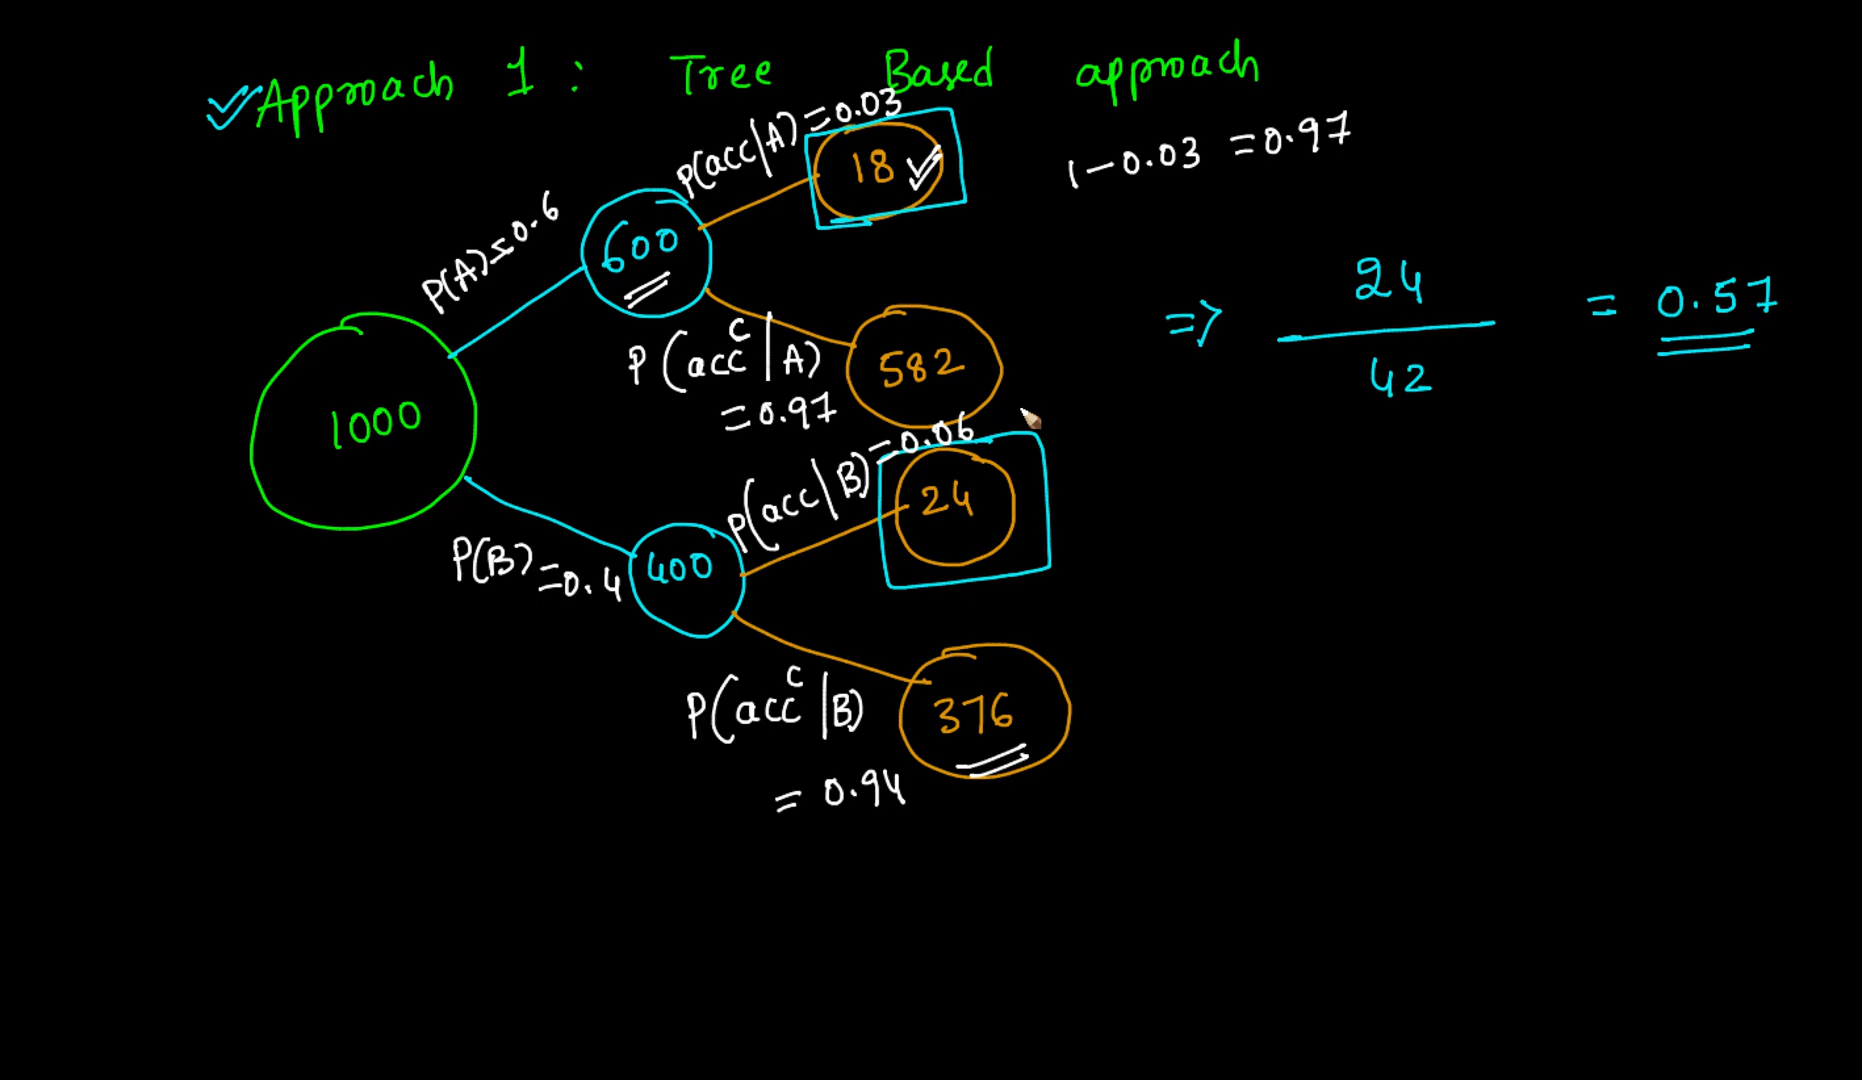 Approach 1 : Tree Based approach
P(acc|A) = 0.03
18
1 - 0.03 = 0.97
P(A) = 0.6
600
24
=> ___ = 0.57
42
P(acc^c | A)
= 0.97
582
1000
P(acc|B) = 0.06
24
P(B) = 0.4
400
P(acc^c | B)
= 0.94
376